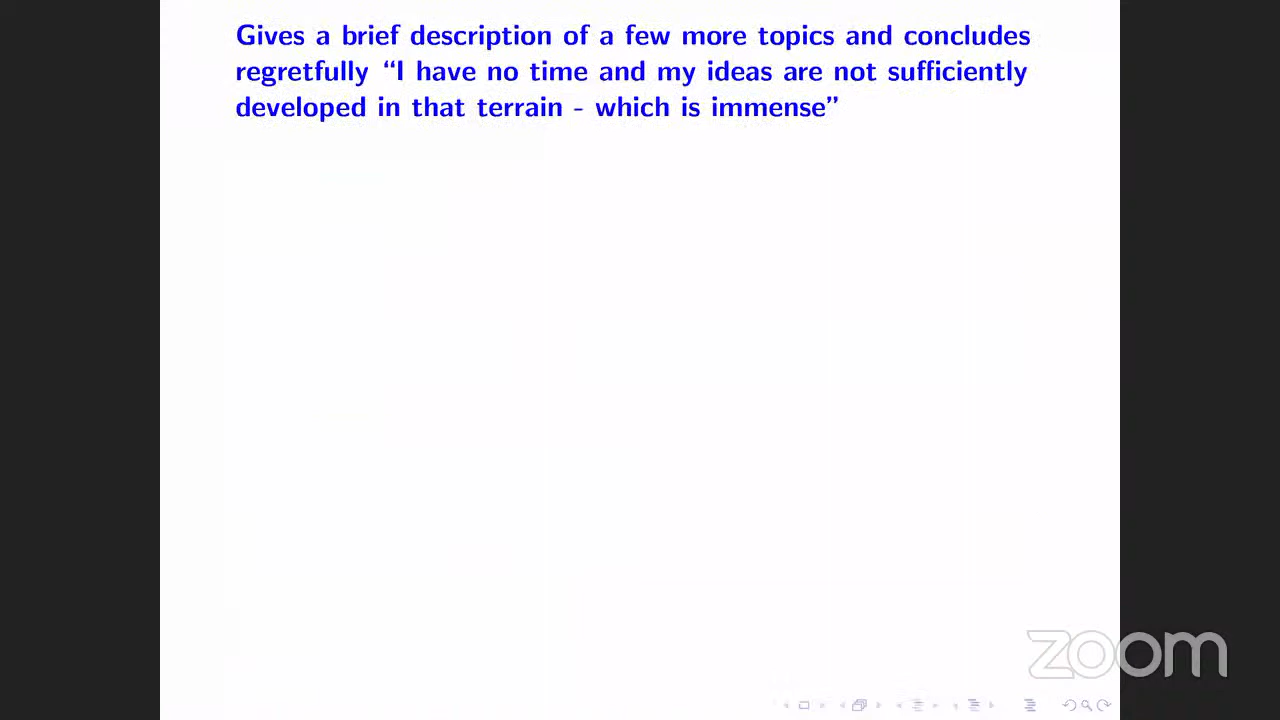 Gives a brief description of a few more topics and concludes
regretfully “I have no time and my ideas are not sufficiently
developed in that terrain - which is immense”
zoom